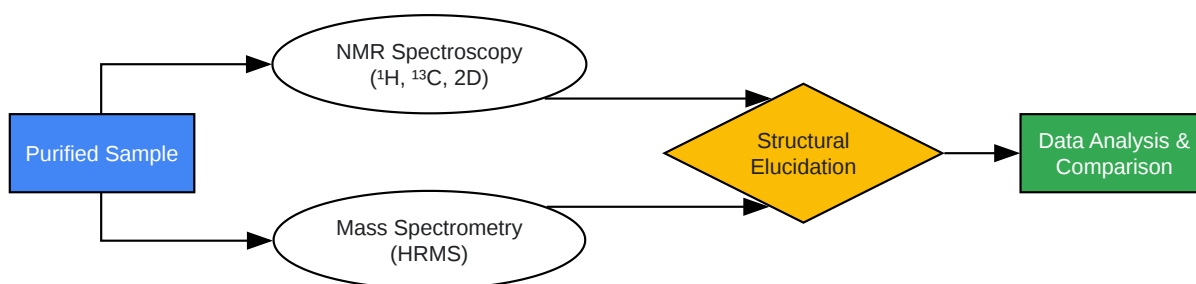 NMR Spectroscopy
(¹H, ¹³C, 2D)
Purified Sample
Structural
Elucidation
Data Analysis &
Comparison
Mass Spectrometry
(HRMS)